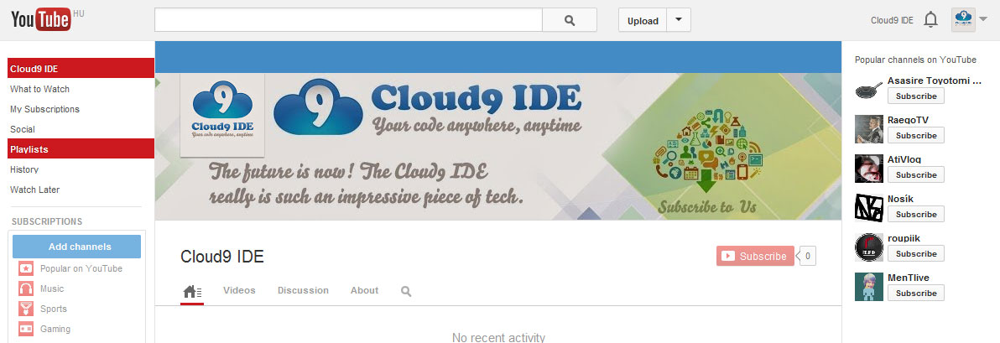 YouTube HU
Upload
Cloud9 IDE
Cloud9 IDE
What to Watch
My Subscriptions
Social
Playlists
History
Watch Later
SUBSCRIPTIONS
Add channels
Popular on YouTube
Music
Sports
Gaming
9
Cloud9 IDE
Your code anywhere, anytime
9
Cloud9 IDE
Your code anywhere, anytime
The future is now! The Cloud9 IDE
really is such an impressive piece of tech.
Subscribe to Us
Cloud9 IDE
Subscribe 0
Videos Discussion About
No recent activity
Popular channels on YouTube
Asasire Toyotomi ...
Subscribe
RaegoTV
Subscribe
AtiVlog
Subscribe
Nosík
Subscribe
roupiik
Subscribe
MenTlive
Subscribe